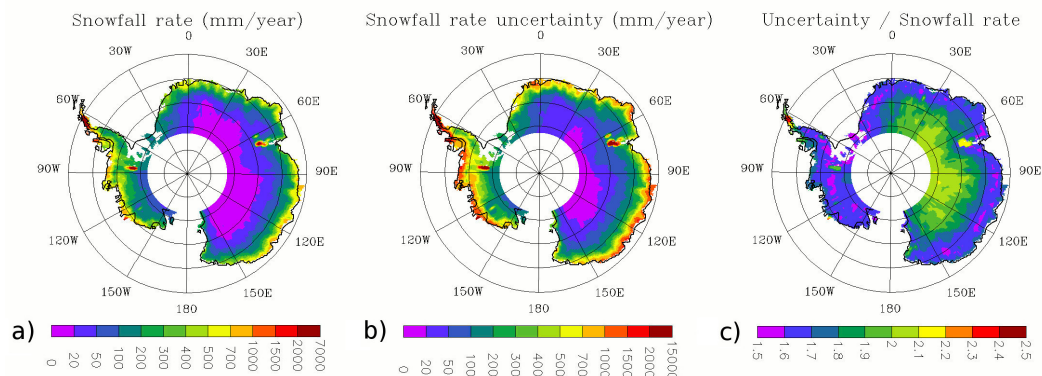 Snowfall rate (mm/year)
Snowfall rate uncertainty (mm/year)
Uncertainty / Snowfall rate
0
30W
30E
60W
60E
90W
90E
120W
120E
150W
150E
180
0
30W
30E
60W
60E
90W
90E
120W
120E
150W
150E
180
0
30W
30E
60W
60E
90W
90E
120W
120E
150W
150E
180
a)
0 20 50 100 200 300 400 500 700 1000 1500 2000 7000
b)
0 20 50 100 200 300 400 500 700 1000 1500 2000 15000
c)
1.5 1.6 1.7 1.8 1.9 2 2.1 2.2 2.3 2.4 2.5